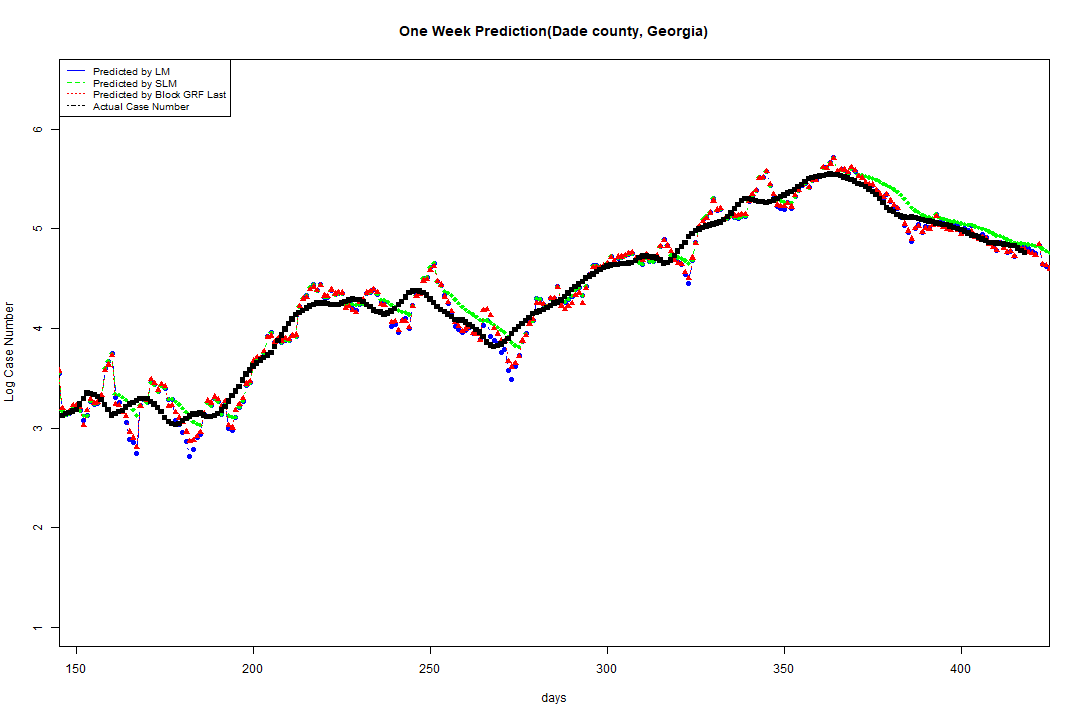 One Week Prediction(Dade county, Georgia)
Predicted by LM
Predicted by SLM
Predicted by Block GRF Last
Actual Case Number
Log Case Number
6
5
4
3
2
1
150 200 250 300 350 400
days